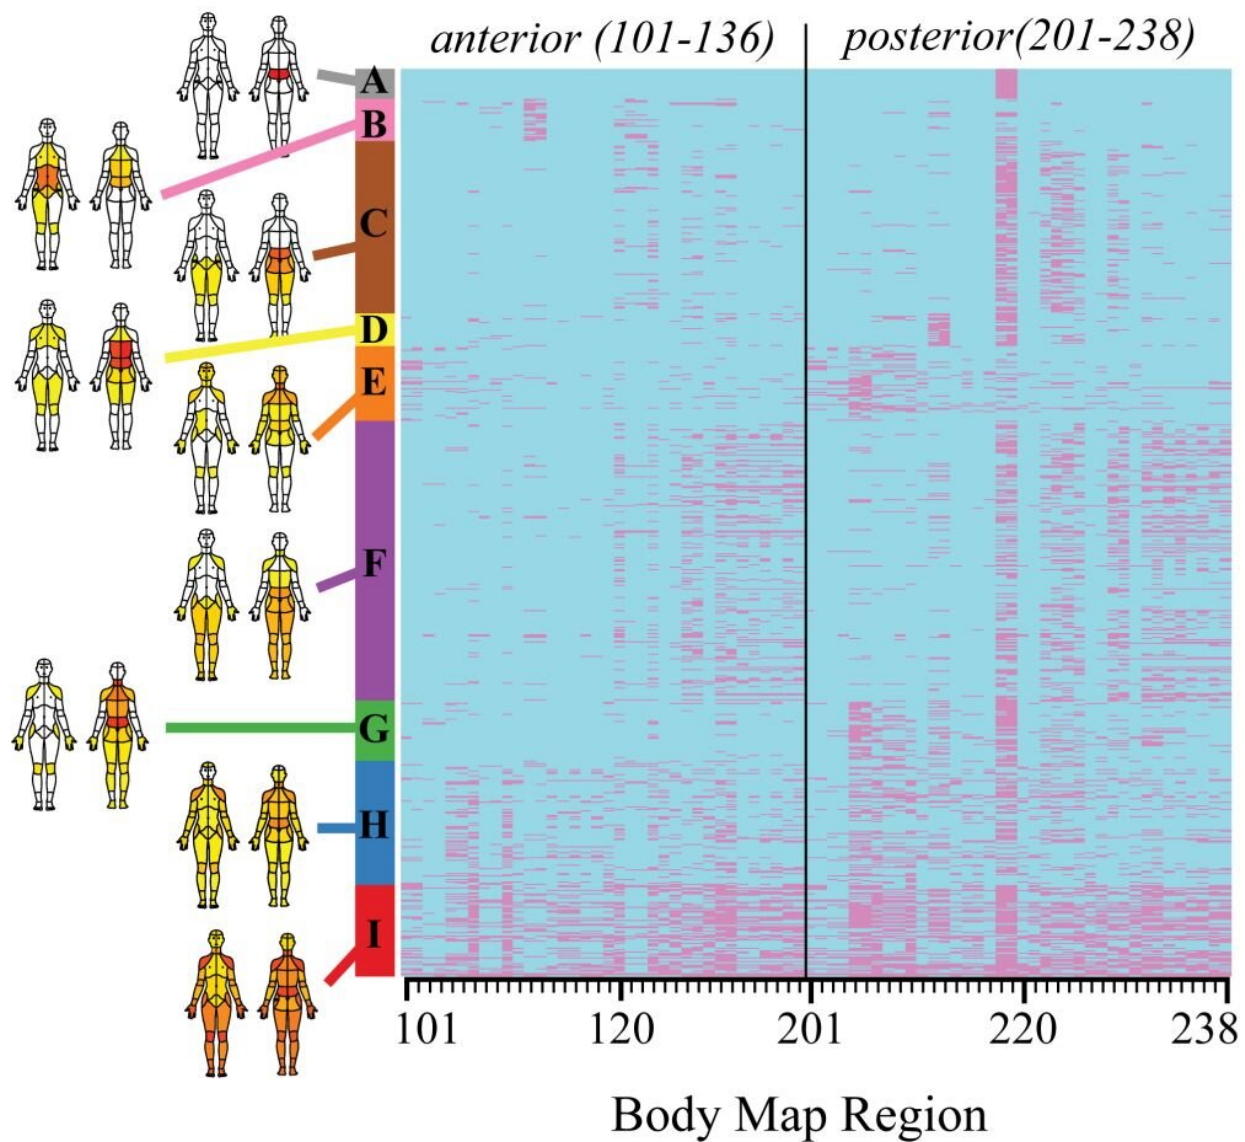 anterior (101-136) posterior(201-238)
A
B
C
D
E
F
G
H
I
101 120 201 220 238
Body Map Region